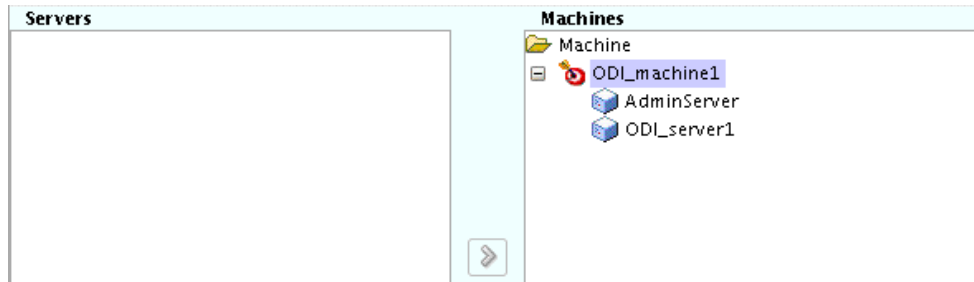 Servers
Machines
Machine
ODI_machine1
AdminServer
ODI_server1